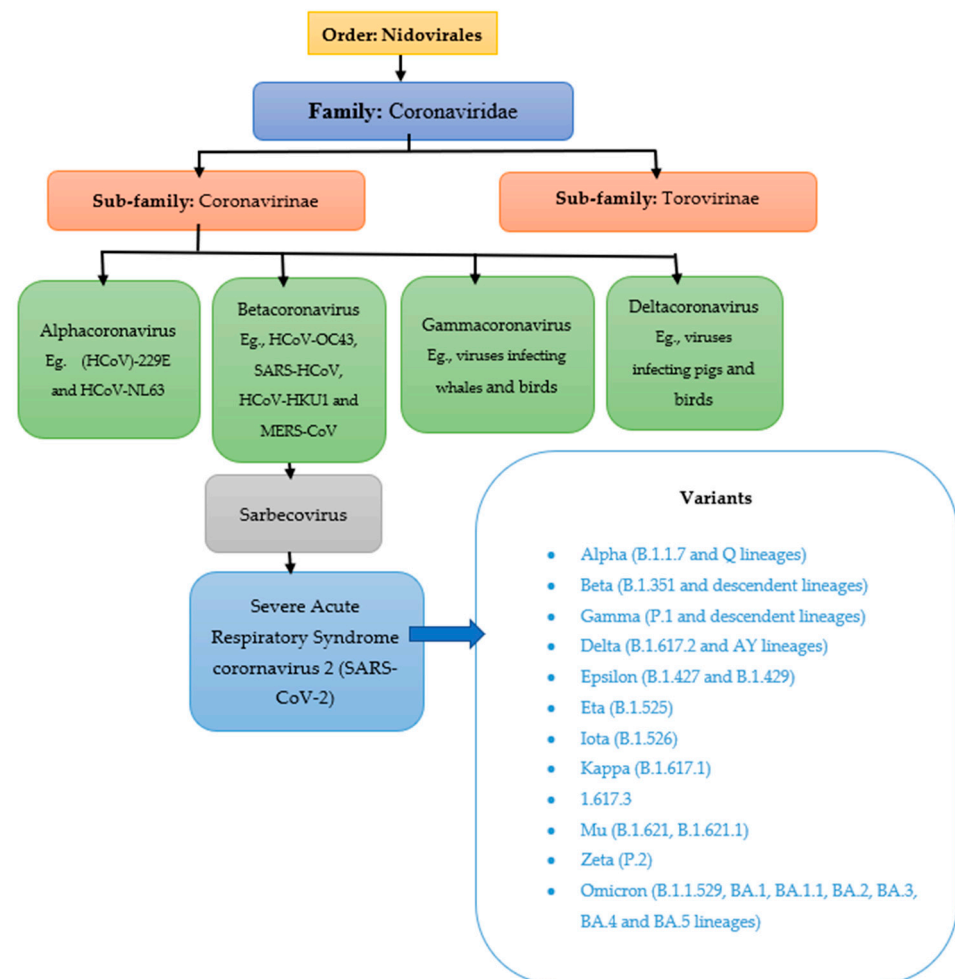 Order: Nidovirales
Family: Coronaviridae
Sub-family: Coronavirinae
Sub-family: Torovirinae
Alphacoronavirus
Eg. (HCoV)-229E
and HCoV-NL63
Betacoronavirus
Eg., HCoV-OC43,
SARS-HCoV,
HCoV-HKU1 and
MERS-CoV
Gammacoronavirus
Eg., viruses infecting
whales and birds
Deltacoronavirus
Eg., viruses
infecting pigs and
birds
Sarbecovirus
Severe Acute
Respiratory Syndrome
corornavirus 2 (SARS-
CoV-2)
Variants
• Alpha (B.1.1.7 and Q lineages)
• Beta (B.1.351 and descendent lineages)
• Gamma (P.1 and descendent lineages)
• Delta (B.1.617.2 and AY lineages)
• Epsilon (B.1.427 and B.1.429)
• Eta (B.1.525)
• Iota (B.1.526)
• Kappa (B.1.617.1)
• 1.617.3
• Mu (B.1.621, B.1.621.1)
• Zeta (P.2)
• Omicron (B.1.1.529, BA.1, BA.1.1, BA.2, BA.3,
BA.4 and BA.5 lineages)